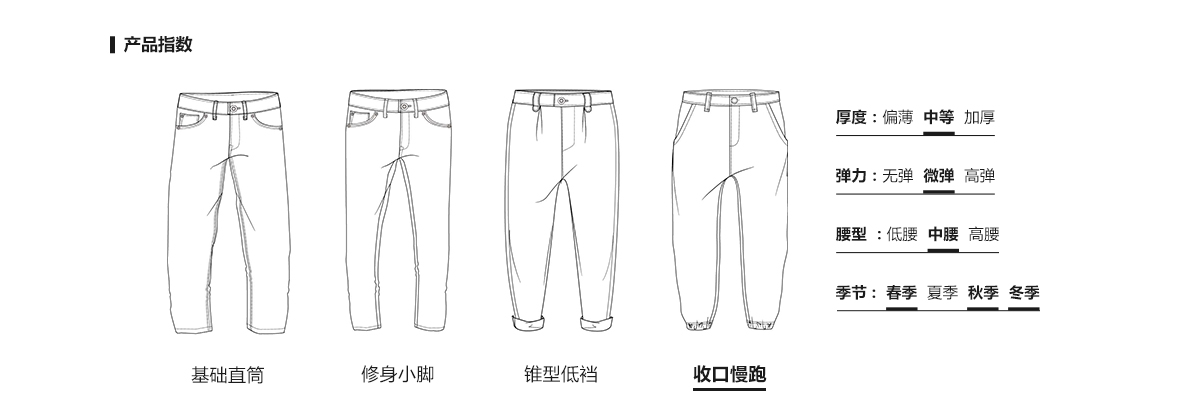 产品指数
厚度：偏薄 中等 加厚
弹力：无弹 微弹 高弹
腰型 ：低腰 中腰 高腰
季节： 春季 夏季 秋季 冬季
基础直筒 修身小脚 锥型低裆 收口慢跑